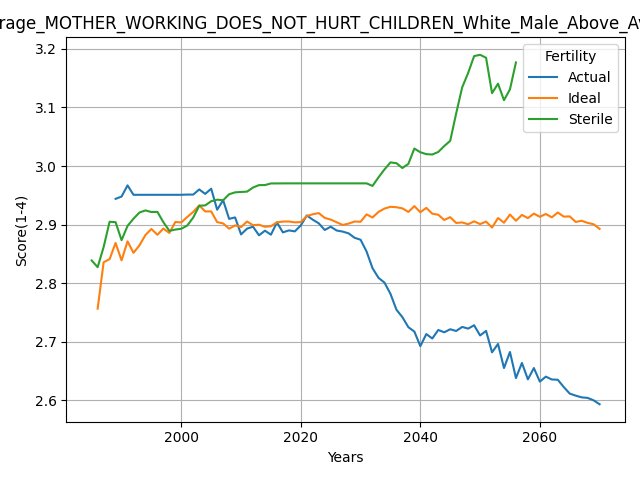 rage_MOTHER_WORKING_DOES_NOT_HURT_CHILDREN_White_Male_Above_Av
3.2
3.1
3.0
2.9
2.8
2.7
2.6
Score(1-4)
Fertility
Actual
Ideal
Sterile
2000
2020
2040
2060
Years